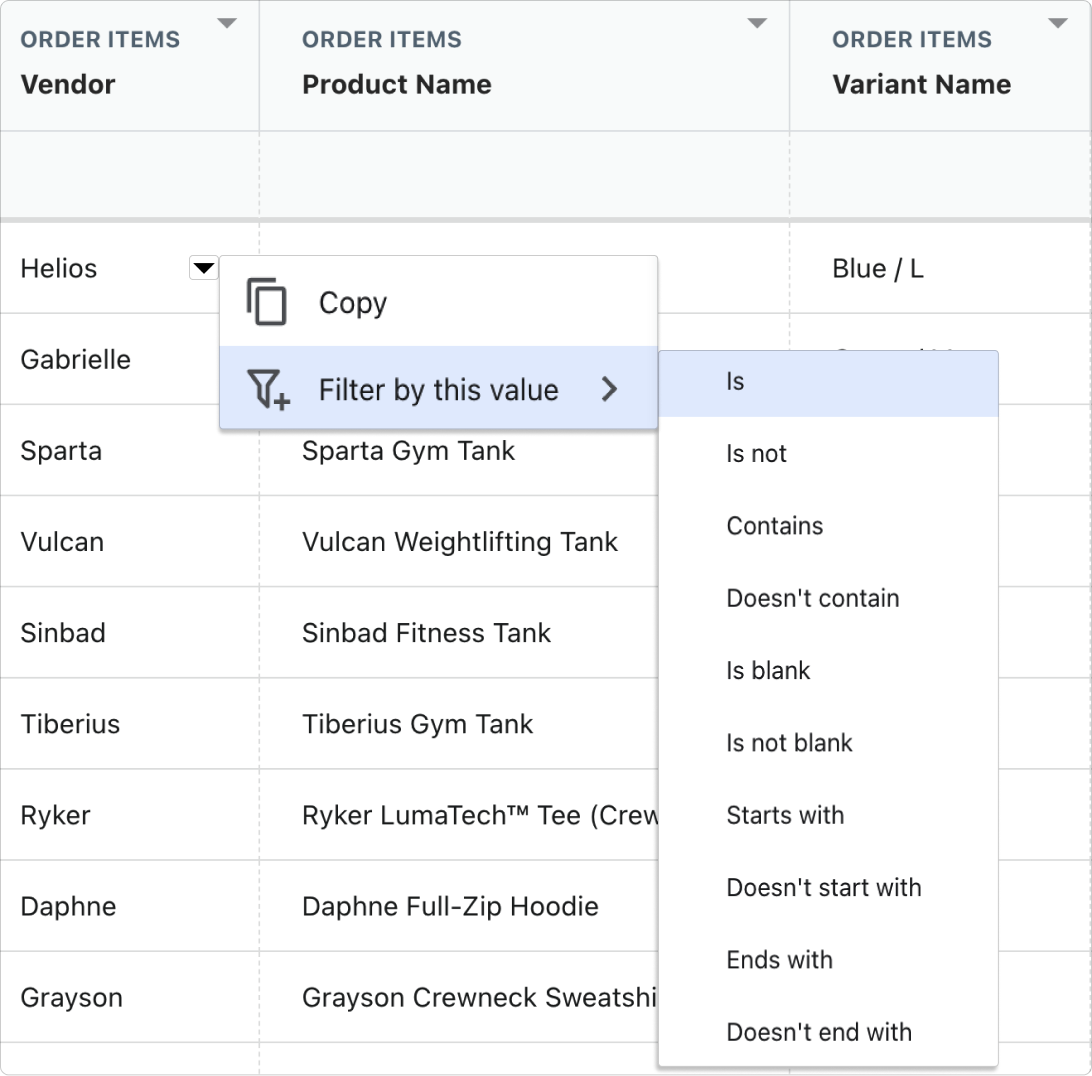 ORDER ITEMS
Vendor
ORDER ITEMS
Product Name
ORDER ITEMS
Variant Name
Helios
Blue / L
Copy
Gabrielle
Filter by this value
Is
Is not
Contains
Doesn't contain
Is blank
Is not blank
Starts with
Doesn't start with
Ends with
Doesn't end with
Sparta
Sparta Gym Tank
Vulcan
Vulcan Weightlifting Tank
Sinbad
Sinbad Fitness Tank
Tiberius
Tiberius Gym Tank
Ryker
Ryker LumaTech™ Tee (Crew
Daphne
Daphne Full-Zip Hoodie
Grayson
Grayson Crewneck Sweatshi